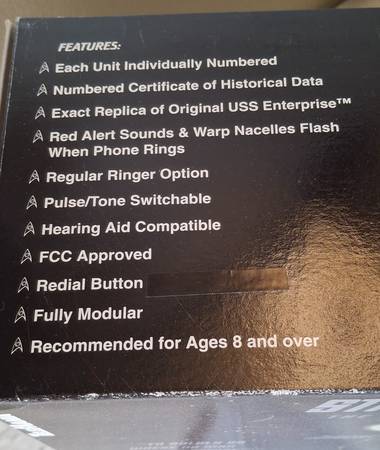 FEATURES:
Each Unit Individually Numbered
Numbered Certificate of Historical Data
Exact Replica of Original USS Enterprise™
Red Alert Sounds & Warp Nacelles Flash
When Phone Rings
Regular Ringer Option
Pulse/Tone Switchable
Hearing Aid Compatible
FCC Approved
Redial Button
Fully Modular
Recommended for Ages 8 and over